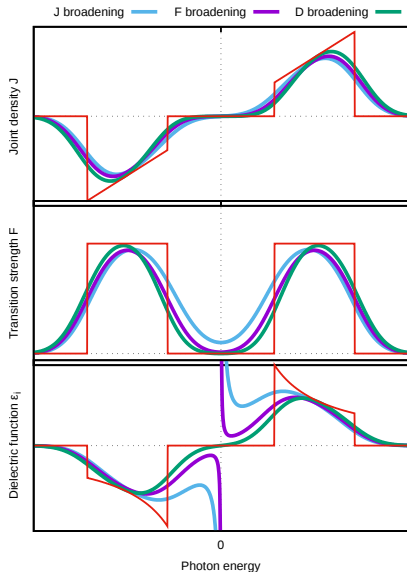 J broadening F broadening D broadening
Joint density J
Transition strength F
Dielectric function εi
0
Photon energy